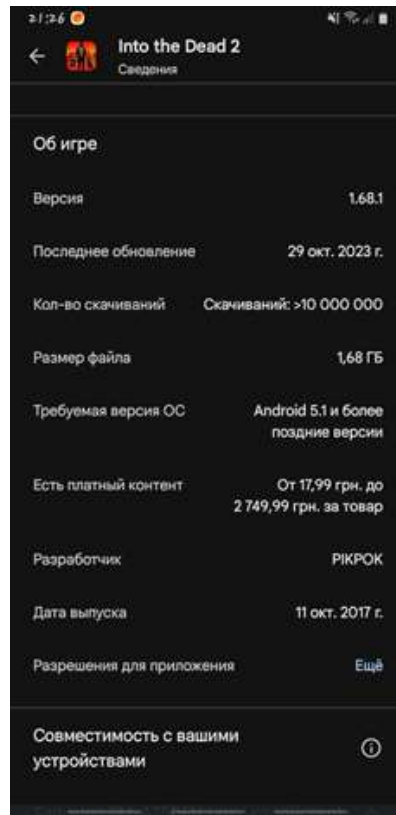 21:26
Into the Dead 2
Сведения
Об игре
Версия 1.68.1
Последнее обновление 29 окт. 2023 г.
Кол-во скачиваний Скачиваний: >10 000 000
Размер файла 1,68 ГБ
Требуемая версия ОС Android 5.1 и более
поздние версии
Есть платный контент От 17,99 грн. до
2 749,99 грн. за товар
Разработчик PIKPOK
Дата выпуска 11 окт. 2017 г.
Разрешения для приложения Ещё
Совместимость с вашими
устройствами